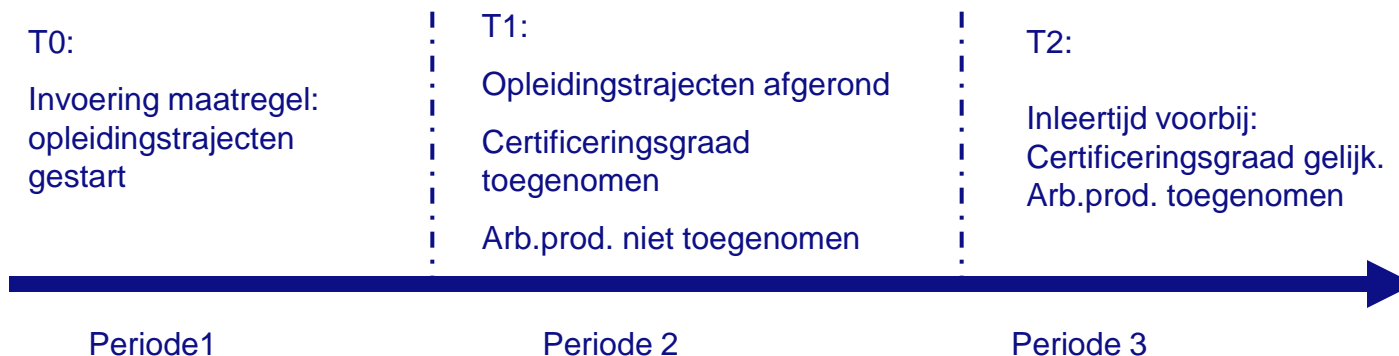 T0:
Invoering maatregel:
opleidingstrajecten
gestart
T1:
Opleidingstrajecten afgerond
Certificeringsgraad
toegenomen
Arb.prod. niet toegenomen
T2:
Inleertijd voorbij:
Certificeringsgraad gelijk.
Arb.prod. toegenomen
Periode1
Periode 2
Periode 3